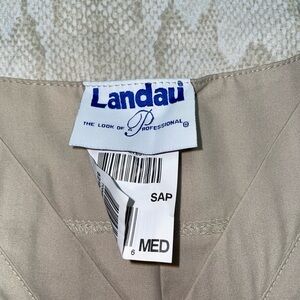 Landau®
THE LOOK OF A PROFESSIONAL®
SAP
6 MED